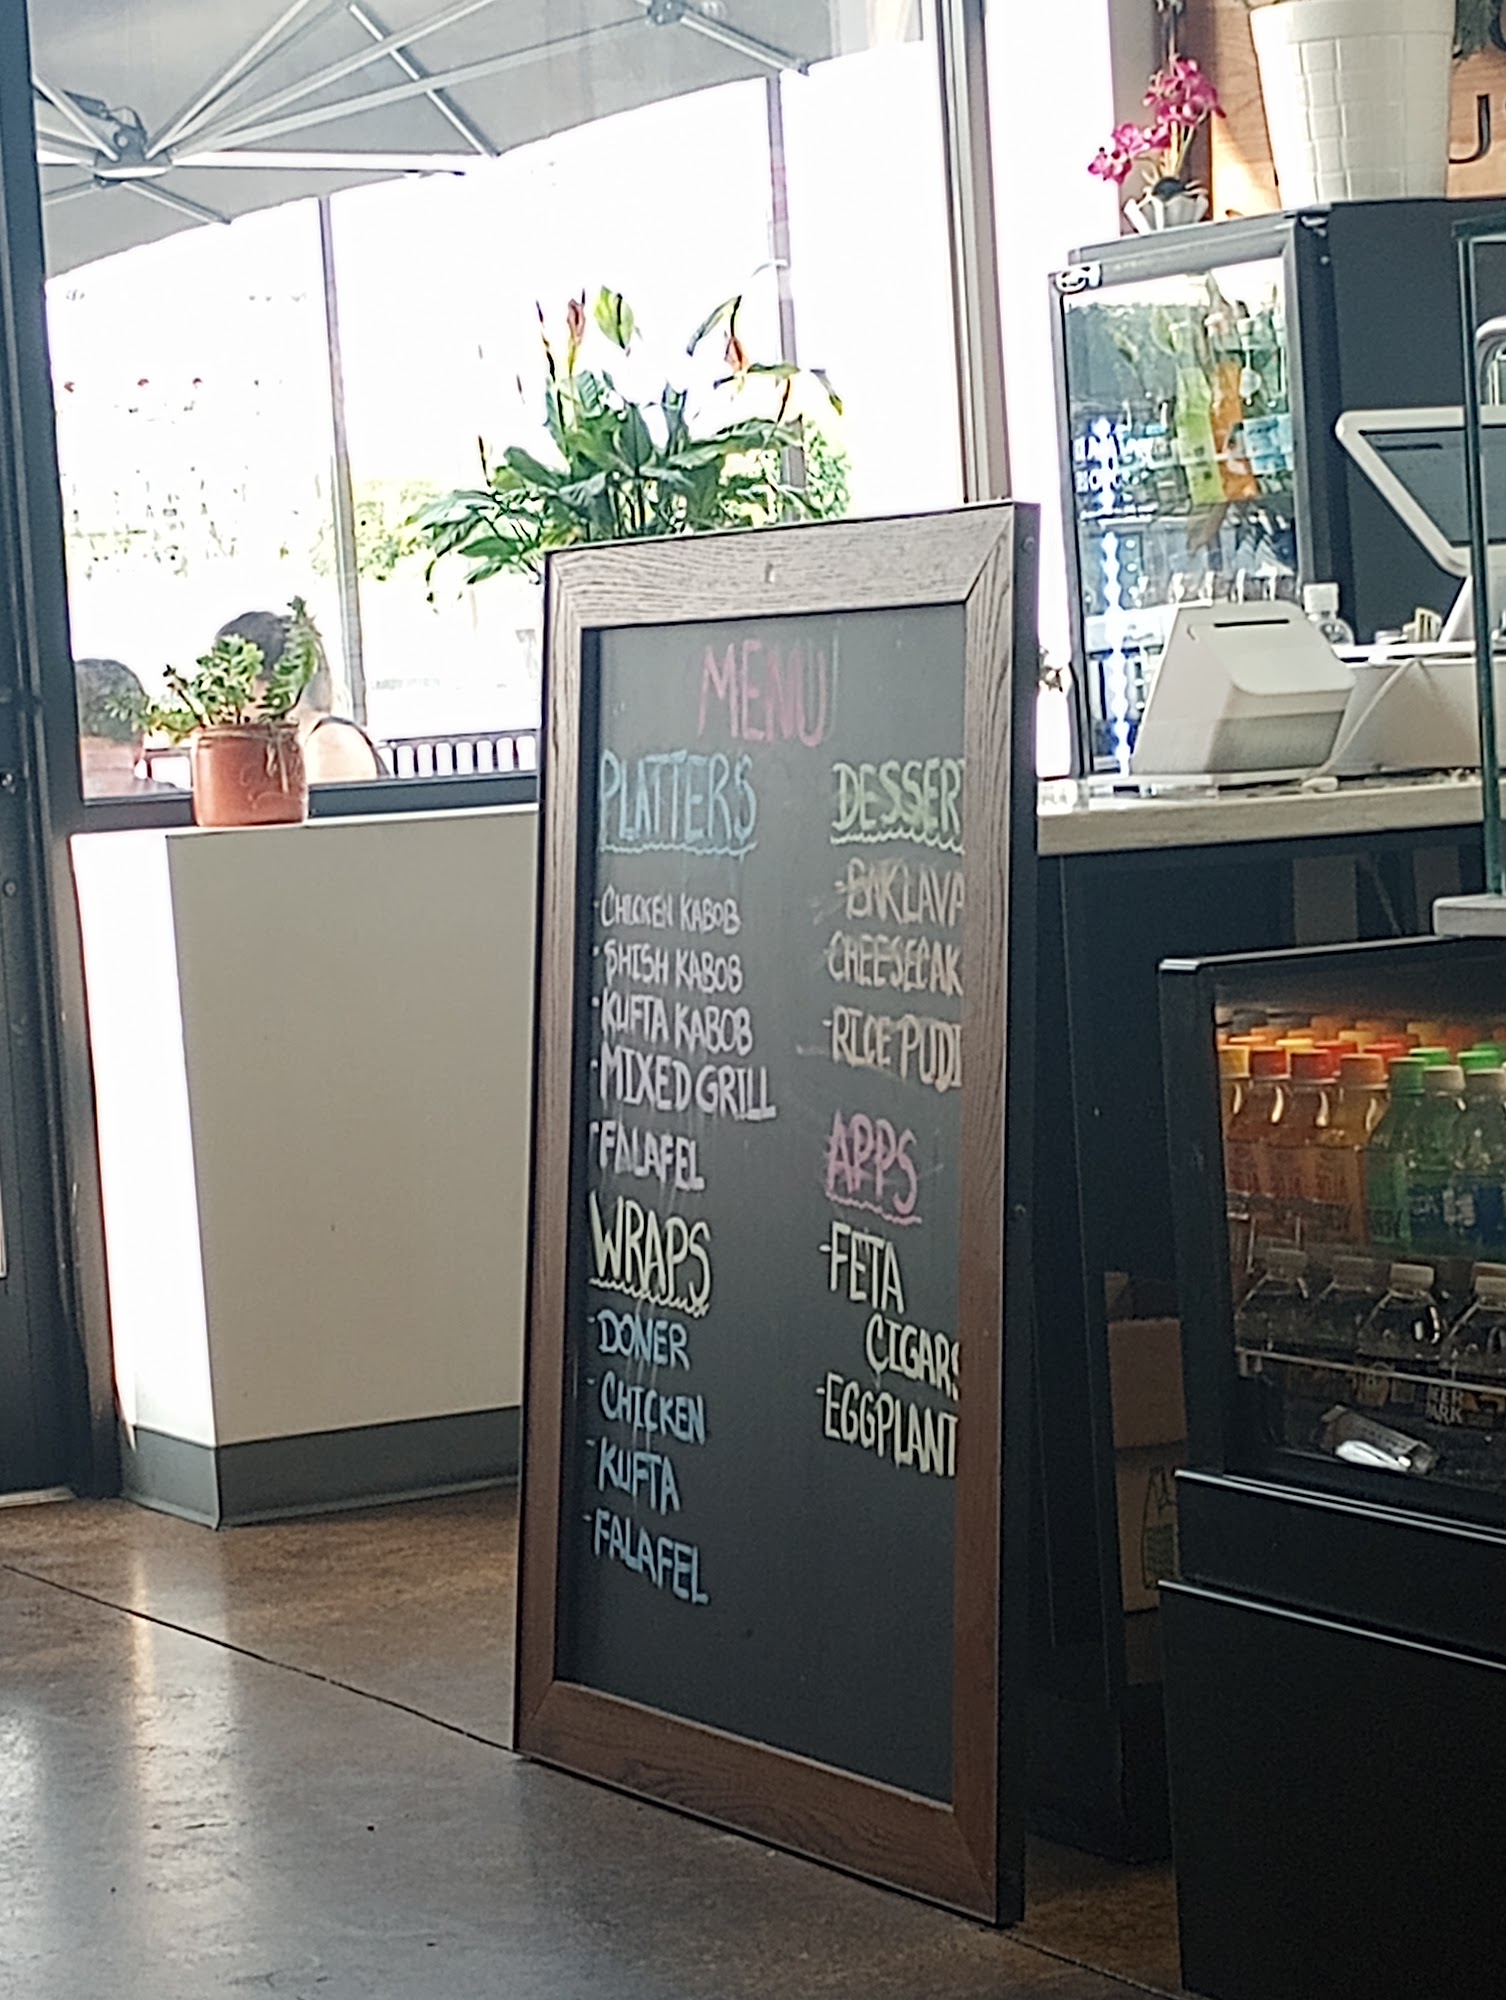 MENU
PLATTERS
- CHICKEN KABOB
- SHISH KABOB
- KUFTA KABOB
- MIXED GRILL
- FALAFEL
WRAPS
- DONER
- CHICKEN
- KUFTA
- FALAFEL
DESSERT
- BAKLAVA
- CHEESECAK
- RICE PUDI
APPS
- FETA
CIGARS
- EGGPLANT
J